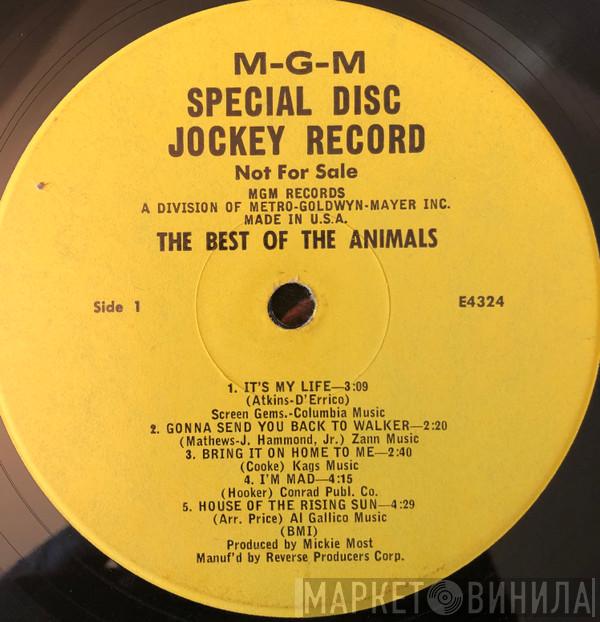 M-G-M
SPECIAL DISC
JOCKEY RECORD
Not For Sale
MGM RECORDS
A DIVISION OF METRO-GOLDWYN-MAYER INC.
MADE IN U.S.A.
THE BEST OF THE ANIMALS
Side 1
E4324
1. IT'S MY LIFE—3:09
(Atkins-D'Errico)
Screen Gems.-Columbia Music
2. GONNA SEND YOU BACK TO WALKER—2:20
(Mathews-J. Hammond, Jr.) Zann Music
3. BRING IT ON HOME TO ME—2:40
(Cooke) Kags Music
4. I'M MAD—4:15
(Hooker) Conrad Publ. Co.
5. HOUSE OF THE RISING SUN—4:29
(Arr. Price) Al Gallico Music
(BMI)
Produced by Mickie Most
Manuf'd by Reverse Producers Corp.
МАРКЕТ ВИНИЛА